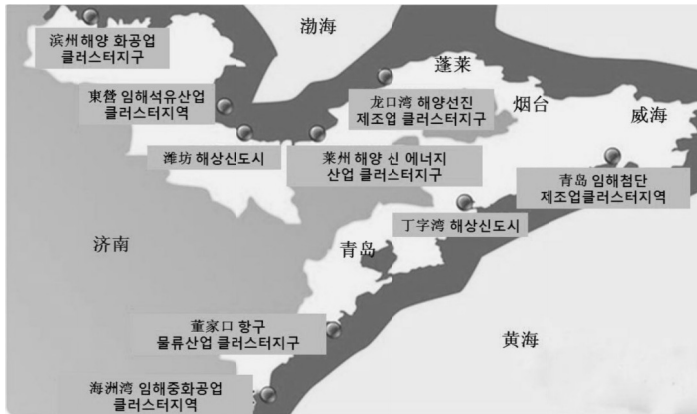 渤海
滨州해양 화공업
클러스터지구
蓬莱
東營 임해석유산업
클러스터지역
龙口湾 해양선진
제조업 클러스터지구
烟台
威海
潍坊 해상신도시
莱州 해양 신 에너지
산업 클러스터지구
青岛 임해첨단
제조업클러스터지역
丁字湾 해상신도시
济南
青岛
董家口 항구
물류산업 클러스터지구
黄海
海洲湾 임해중화공업
클러스터지역